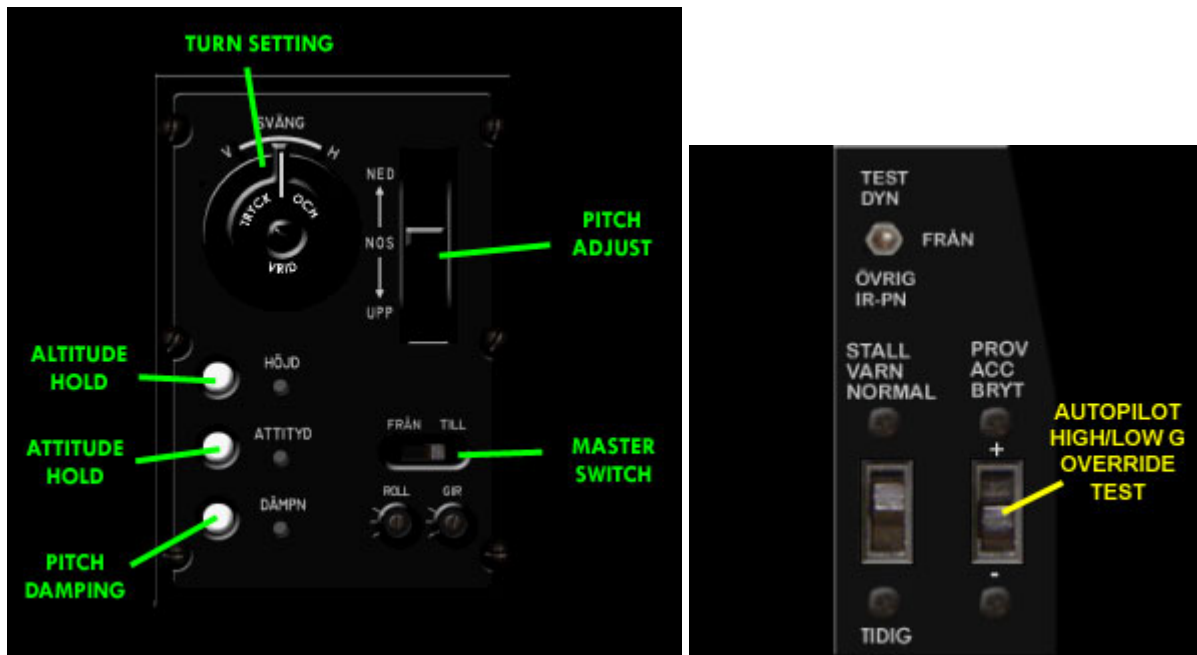 TURN SETTING
SVÄNG
V
H
TRYCK
OCH
VRID
NED
NOS
UPP
PITCH
ADJUST
ALTITUDE
HOLD
HÖJD
ATTITUDE
HOLD
ATTITYD
FRÅN
TILL
MASTER
SWITCH
DÄMPN
ROLL
GIR
PITCH
DAMPING
TEST
DYN
FRÅN
ÖVRIG
IR-PN
STALL
VARN
NORMAL
PROV
ACC
BRYT
+
-
TIDIG
AUTOPILOT
HIGH/LOW G
OVERRIDE
TEST